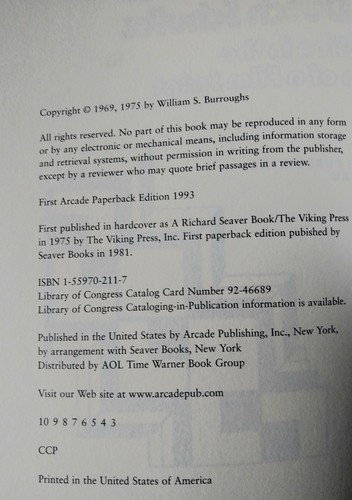 Copyright © 1969, 1975 by William S. Burroughs
All rights reserved. No part of this book may be reproduced in any form
or by any electronic or mechanical means, including information storage
and retrieval systems, without permission in writing from the publisher,
except by a reviewer who may quote brief passages in a review.
First Arcade Paperback Edition 1993
First published in hardcover as A Richard Seaver Book/The Viking Press
in 1975 by The Viking Press, Inc. First paperback edition pubished by
Seaver Books in 1981.
ISBN 1-55970-211-7
Library of Congress Catalog Card Number 92-46689
Library of Congress Cataloging-in-Publication information is available.
Published in the United States by Arcade Publishing, Inc., New York,
by arrangement with Seaver Books, New York
Distributed by AOL Time Warner Book Group
Visit our Web site at www.arcadepub.com
10 9 8 7 6 5 4 3
CCP
Printed in the United States of America